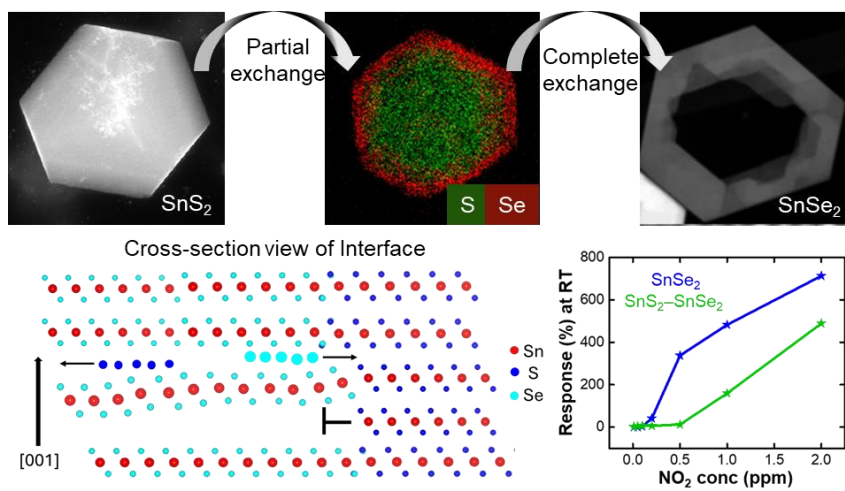 Partial
exchange
Complete
exchange
SnS₂
S Se
SnSe₂
Cross-section view of Interface
Sn
S
Se
[001]
Response (%) at RT
800
600
400
200
0
SnSe₂
SnS₂–SnSe₂
0.0 0.5 1.0 1.5 2.0
NO₂ conc (ppm)